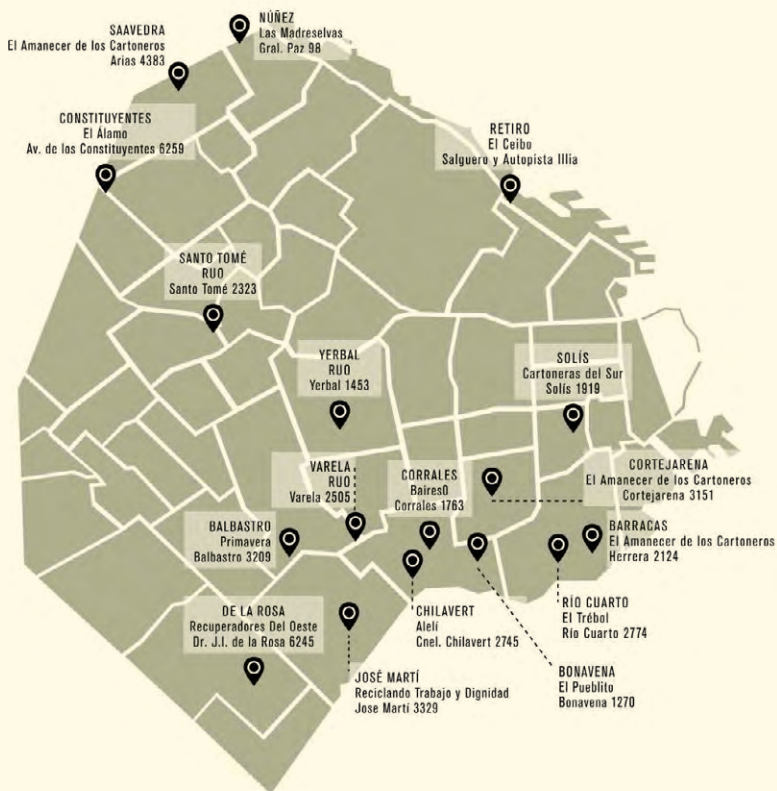 NÚÑEZ
Las Madreselvas
Gral. Paz 98
SAAVEDRA
El Amanecer de los Cartoneros
Arias 4383
CONSTITUYENTES
El Álamo
Av. de los Constituyentes 6259
RETIRO
El Ceibo
Salguero y Autopista Illia
SANTO TOMÉ
RUO
Santo Tomé 2323
YERBAL
RUO
Yerbal 1453
SOLÍS
Cartoneras del Sur
Solís 1919
VARELA
RUO
Varela 2505
CORRALES
Baires0
Corrales 1763
CORTEJARENA
El Amanecer de los Cartoneros
Cortejarena 3151
BALBASTRO
Primavera
Balbastro 3209
BARRACAS
El Amanecer de los Cartoneros
Herrera 2124
DE LA ROSA
Recuperadores Del Oeste
Dr. J.I. de la Rosa 6245
CHILAVERT
Alelí
Cnel. Chilavert 2745
RÍO CUARTO
El Trébol
Río Cuarto 2774
JOSÉ MARTÍ
Reciclando Trabajo y Dignidad
Jose Martí 3329
BONAVENA
El Pueblito
Bonavena 1270